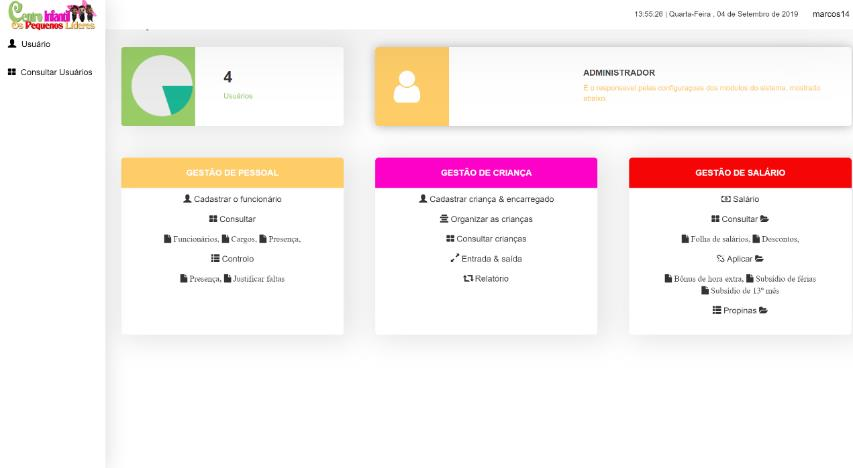 Centro Infantil
Os Pequenos Líderes
13:55:26 | Quarta-Feira , 04 de Setembro de 2019
marcos14
Usuário
Consultar Usuários
4
Usuários
ADMINISTRADOR
É o responsavel pelas configurações dos modulos do sistema, mostrado
abaixo.
GESTÃO DE PESSOAL
Cadastrar o funcionário
Consultar
Funcionários, Cargos, Presença,
Controlo
Presença, Justificar faltas
GESTÃO DE CRIANÇA
Cadastrar criança & encarregado
Organizar as crianças
Consultar crianças
Entrada & saída
Relatório
GESTÃO DE SALÁRIO
Salário
Consultar
Folha de salários, Descontos,
Aplicar
Bônus de hora extra, Subsidio de férias
Subsidio de 13º mês
Propinas